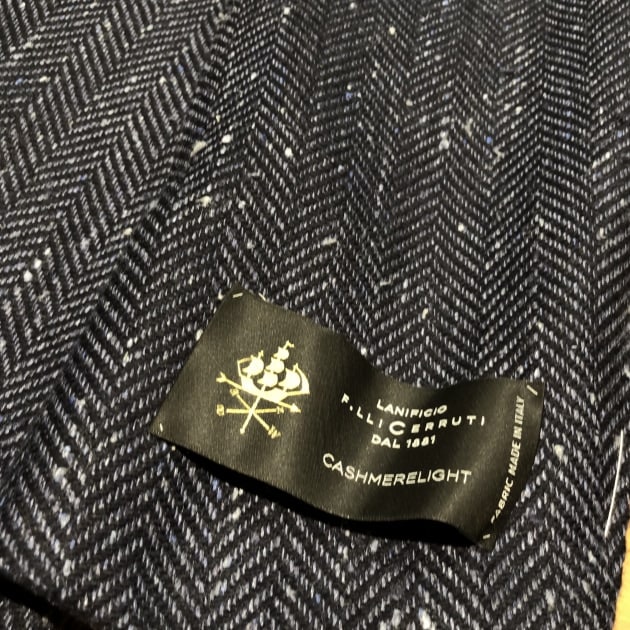 LANIFICIO
F.LLI CERRUTI
DAL 1881
CASHMERELIGHT
FABRIC MADE IN ITALY